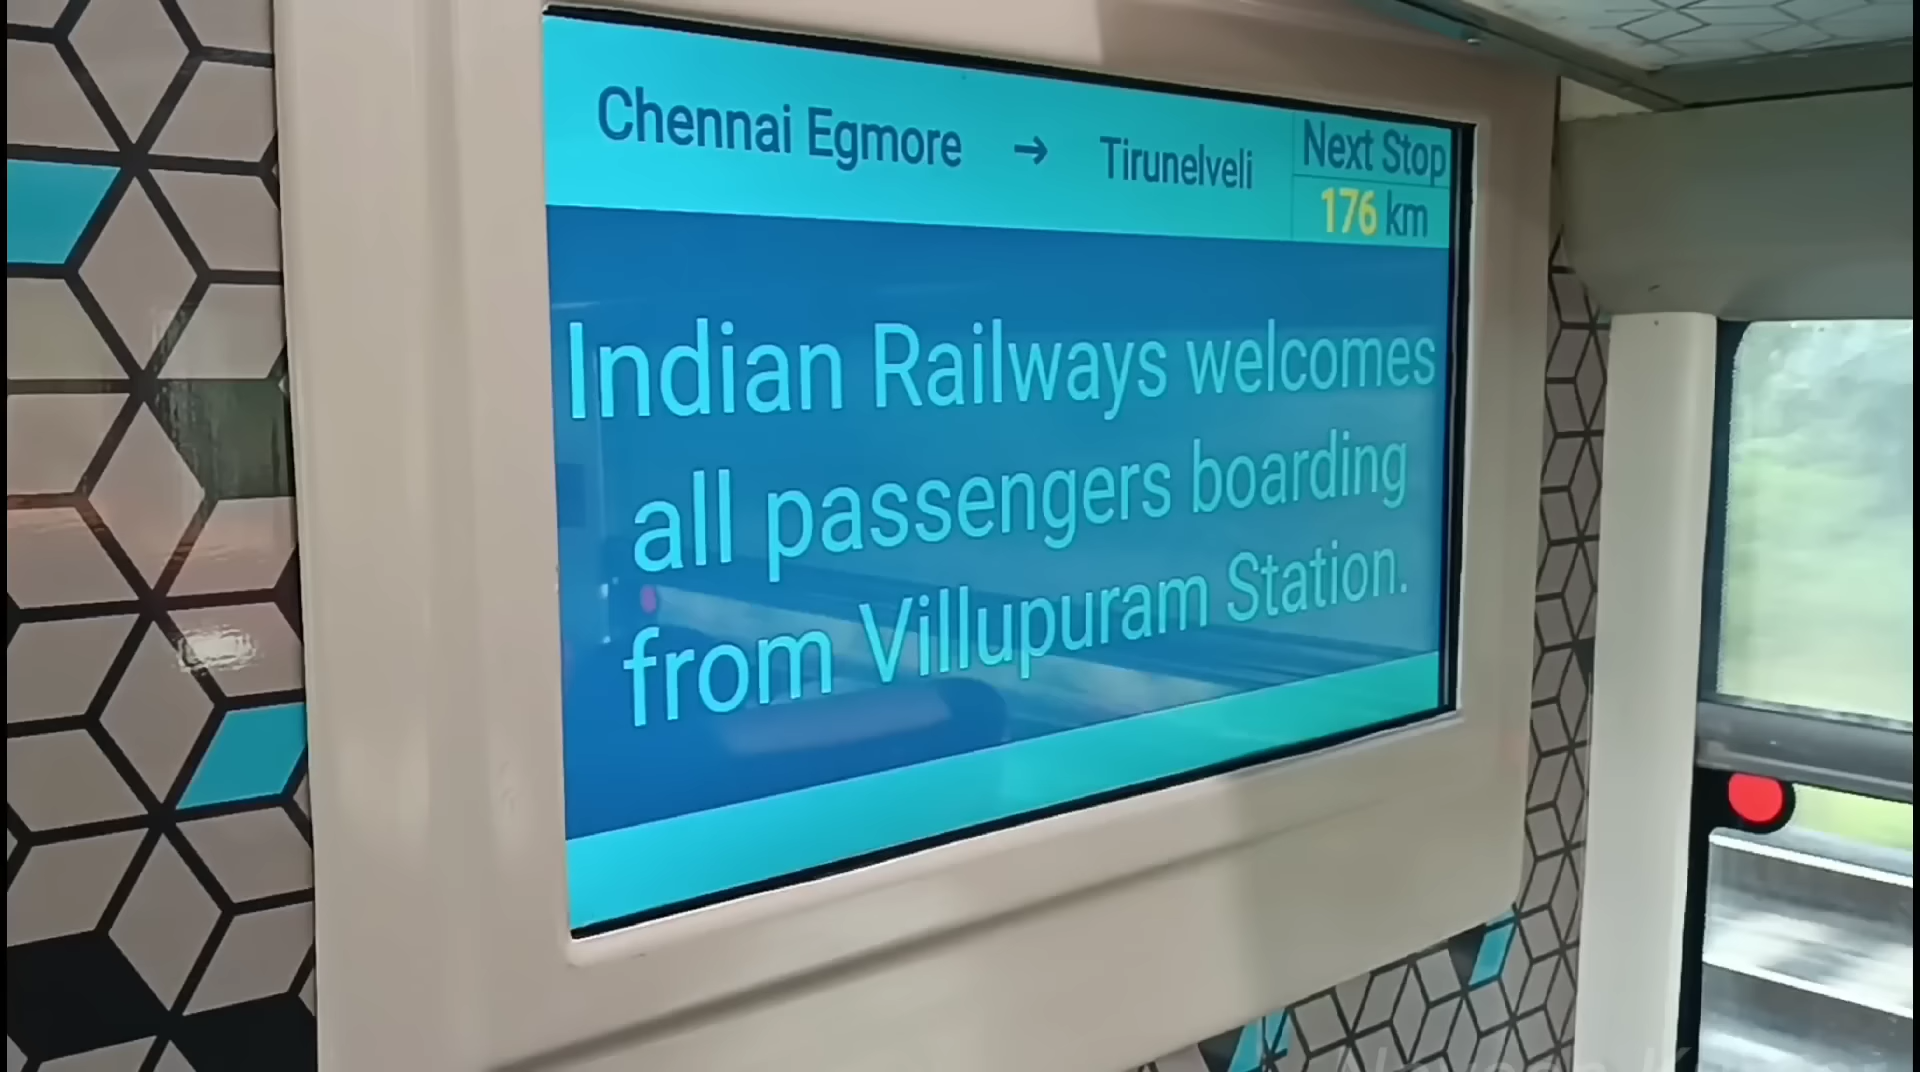 Chennai Egmore → Tirunelveli
Next Stop
176 km
Indian Railways welcomes
all passengers boarding
from Villupuram Station.